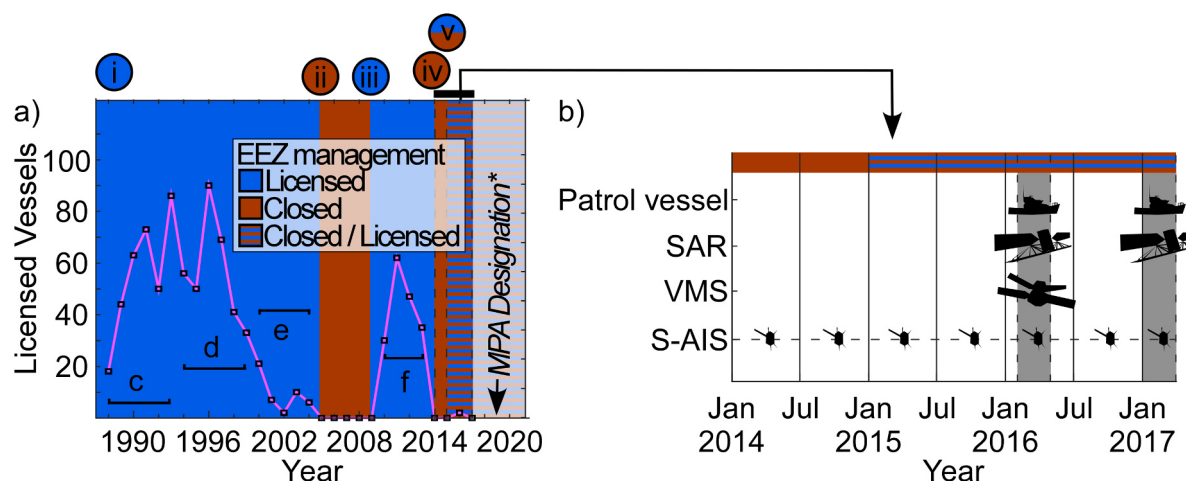 i
ii
iii
iv
v
a)
b)
EEZ management
Licensed
Closed
Closed / Licensed
Licensed Vessels
100
80
60
40
20
c
d
e
f
MPA Designation*
1990 1996 2002 2008 2014 2020
Year
Patrol vessel
SAR
VMS
S-AIS
Jan Jul Jan Jul Jan Jul Jan
2014 2015 2016 2017
Year